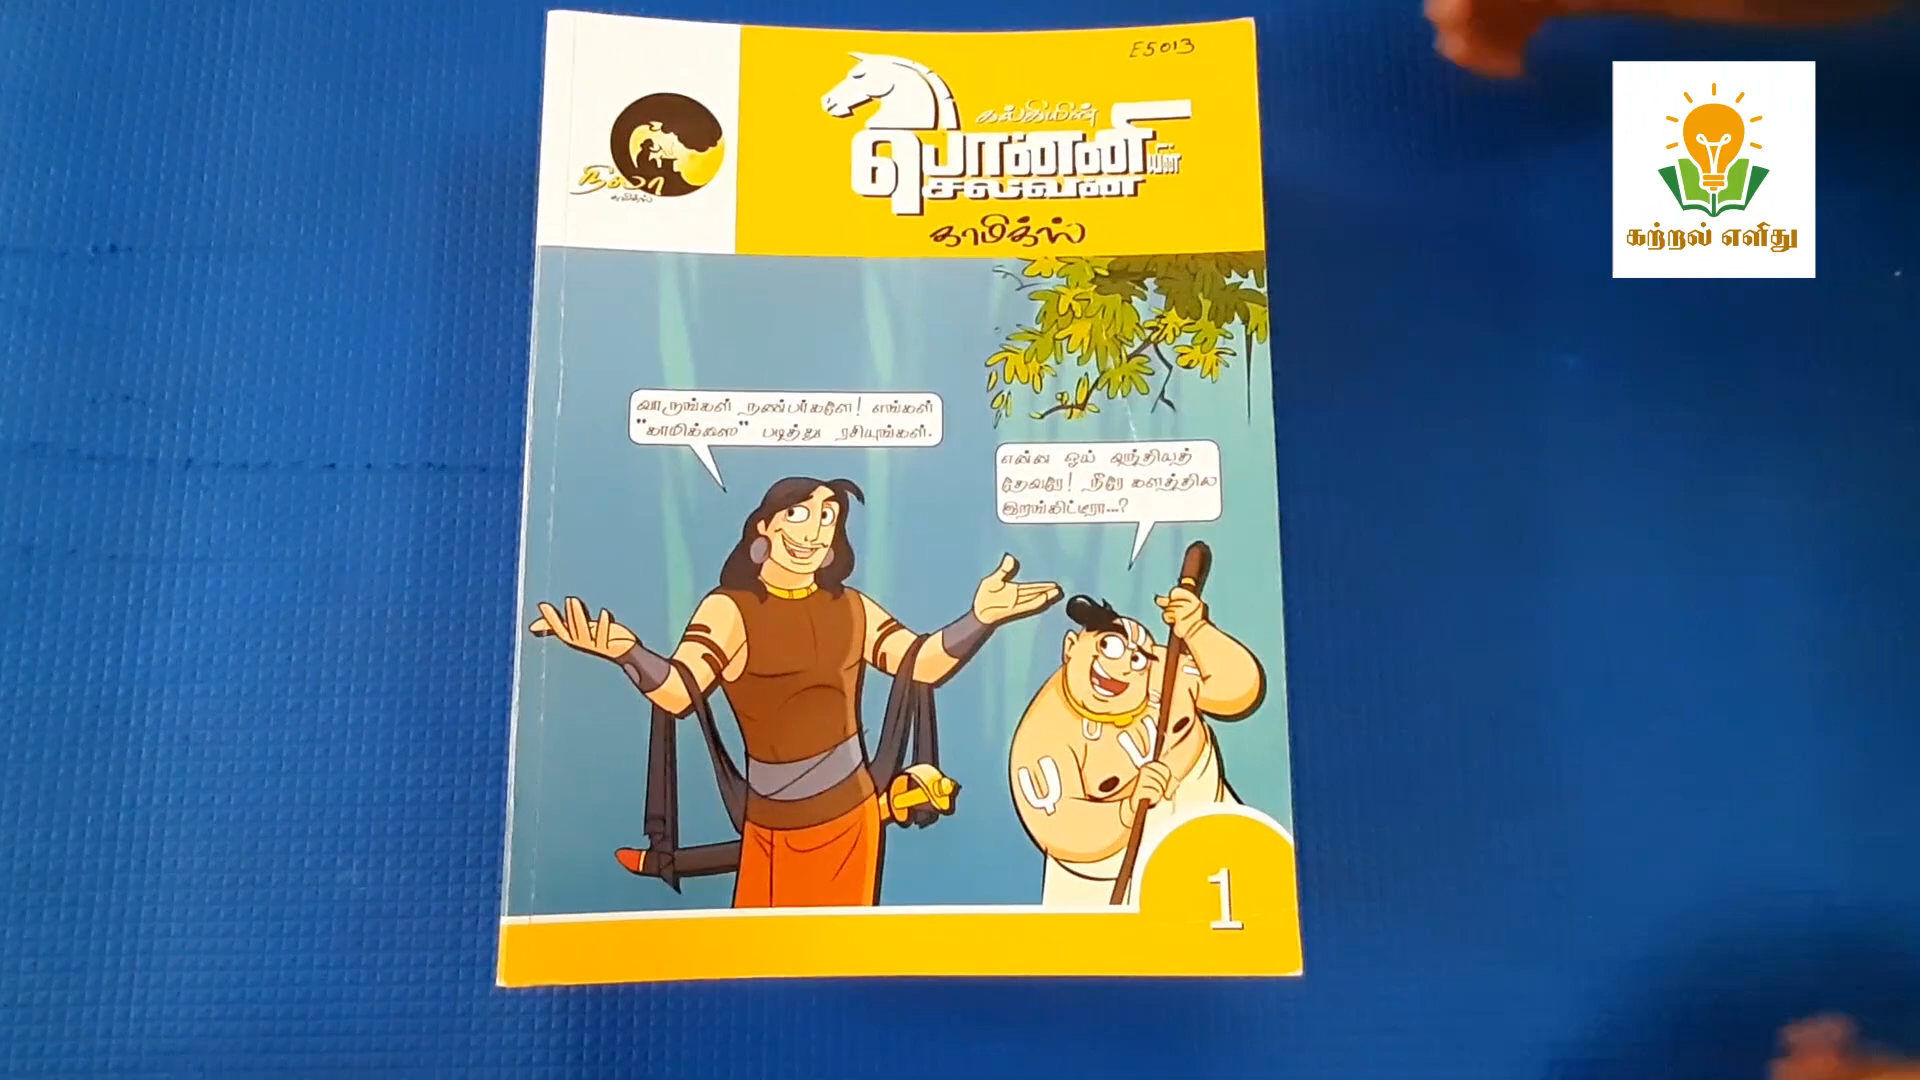 E5013
நிலா
காமிக்ஸ்
கல்கியின்
பொன்னியின்
செல்வன்
காமிக்ஸ்
வாருங்கள் நண்பர்களே! எங்கள்
"காமிக்ஸை" படித்து ரசியுங்கள்.
என்ன ஓய் வந்தியத்
தேவரே! நீரே களத்தில
இறங்கிட்டீரா...?
1
கற்றல் எளிது